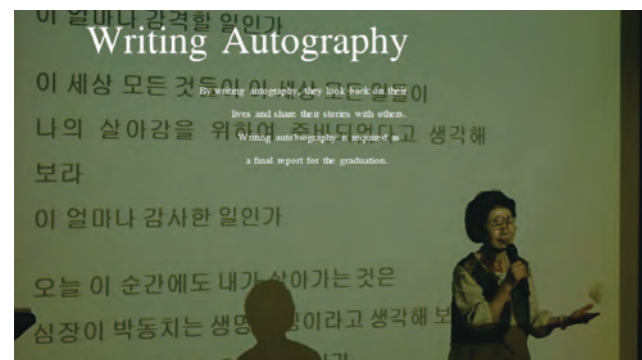 Writing Autography
By writing autography, they look back on their
lives and share their stories with others.
Writing autobiography is required as
a final report for the graduation.
이 얼마나 감격할 일인가
이 세상 모든 것들이 이 세상 모든 일들이
나의 살아감을 위하여 준비되었다고 생각해
보라
이 얼마나 감사한 일인가
오늘 이 순간에도 내가 살아가는 것은
심장이 박동치는 생각해